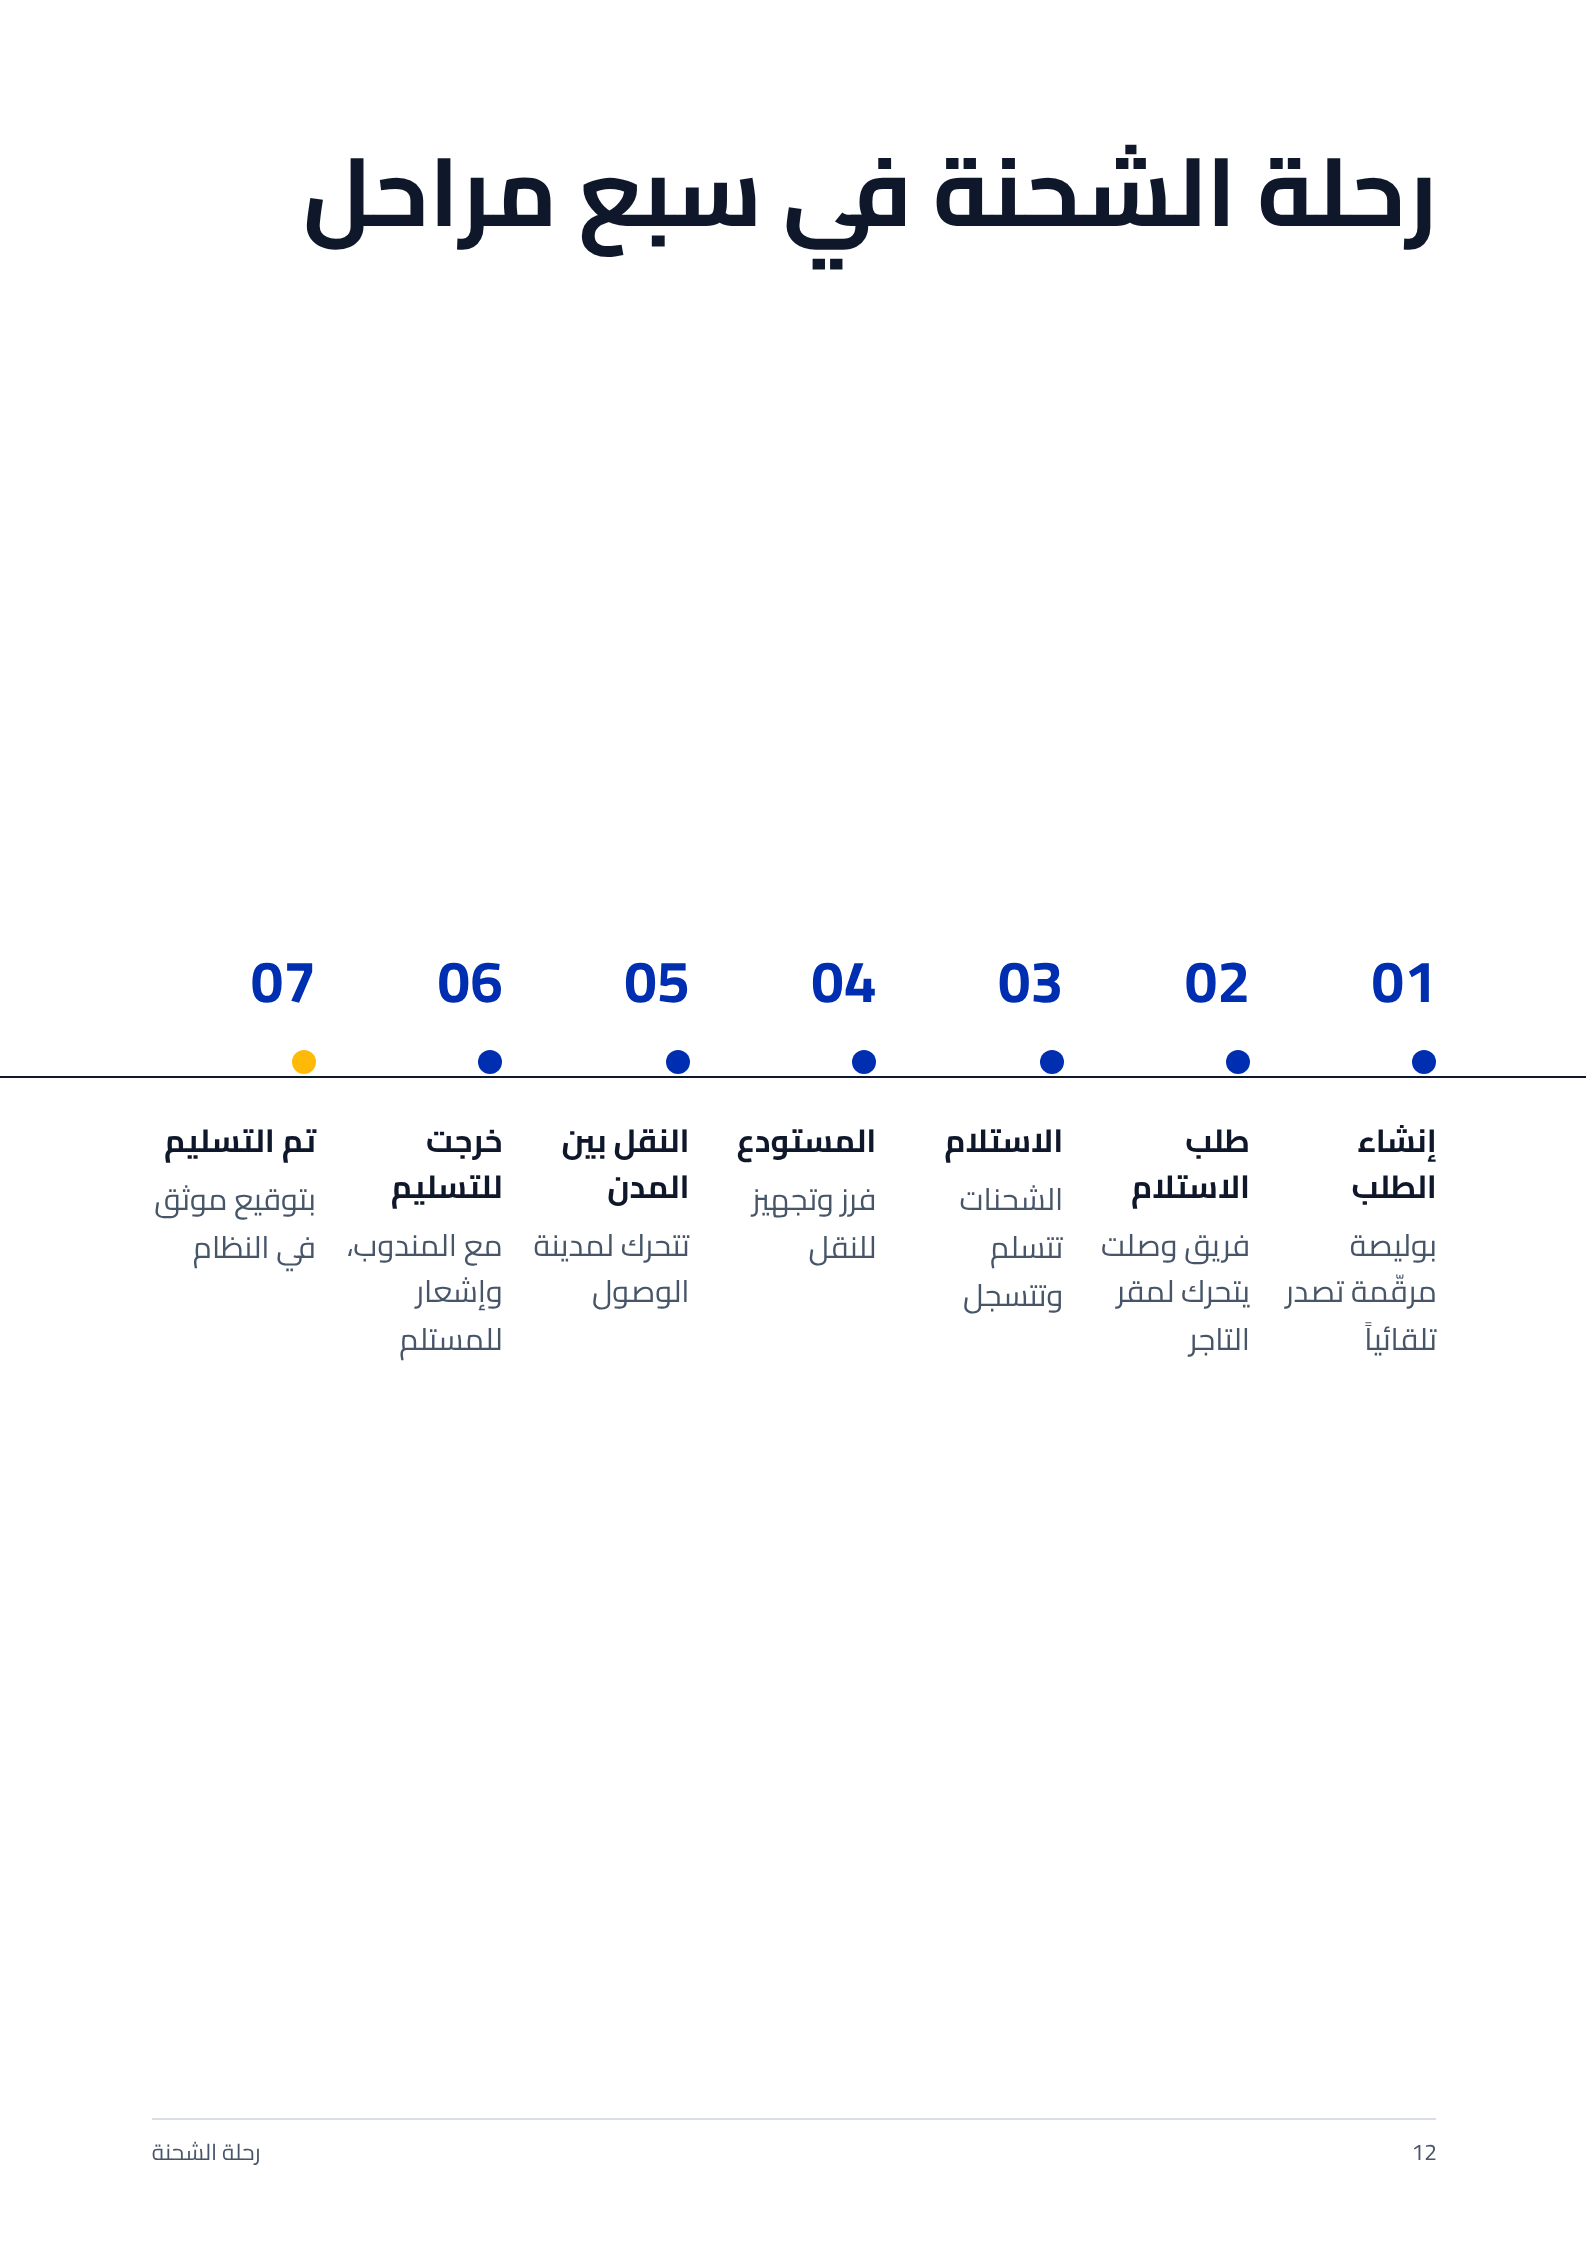 رحلة الشحنة في سبع مراحل
01
إنشاء
الطلب
بوليصة
مرقّمة تصدر
تلقائياً
02
طلب
الاستلام
فريق وصلت
يتحرك لمقر
التاجر
03
الاستلام
الشحنات
تتسلم
وتتسجل
04
المستودع
فرز وتجهيز
للنقل
05
النقل بين
المدن
تتحرك لمدينة
الوصول
06
خرجت
للتسليم
مع المندوب،
وإشعار
للمستلم
07
تم التسليم
بتوقيع موثق
في النظام
12
رحلة الشحنة